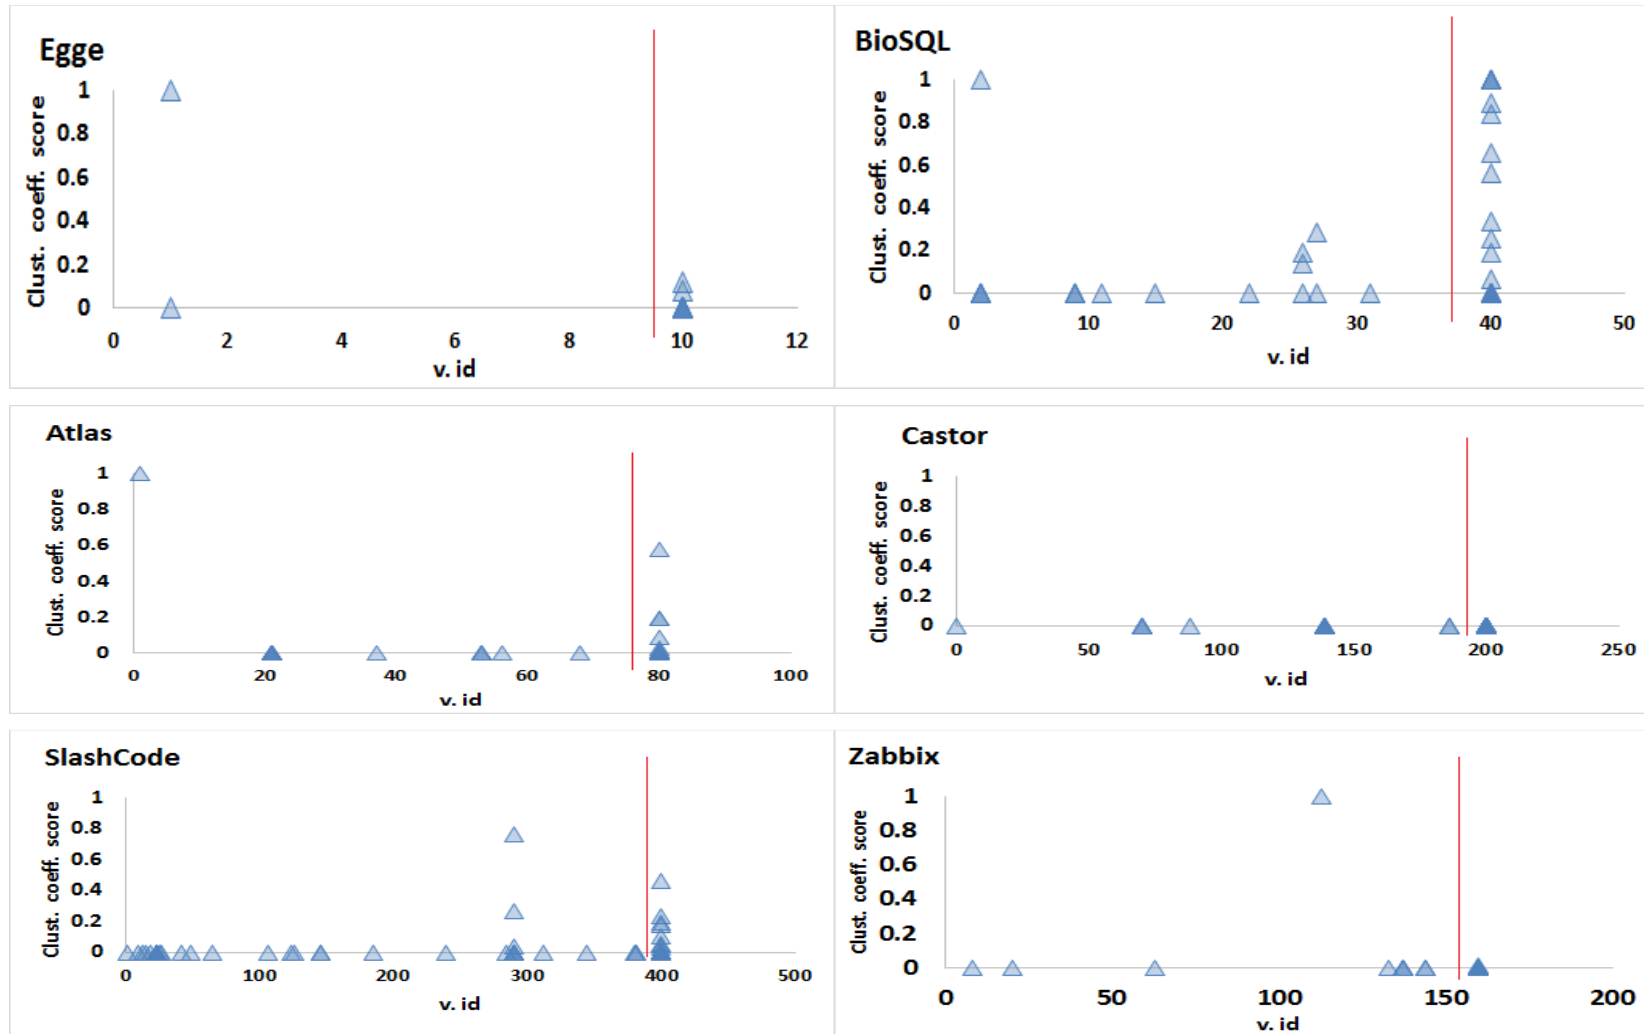 Egge
Clust. coeff. score
1
0.8
0.6
0.4
0.2
0
0 2 4 6 8 10 12
v. id
BioSQL
Clust. coeff. score
1
0.8
0.6
0.4
0.2
0
0 10 20 30 40 50
v. id
Atlas
Clust. coeff. score
1
0.8
0.6
0.4
0.2
0
0 20 40 60 80 100
v. id
Castor
Clust. coeff. score
1
0.8
0.6
0.4
0.2
0
0 50 100 150 200 250
v. id
SlashCode
Clust. coeff. score
1
0.8
0.6
0.4
0.2
0
0 100 200 300 400 500
v. id
Zabbix
Clust. coeff. score
1
0.8
0.6
0.4
0.2
0
0 50 100 150 200
v. id